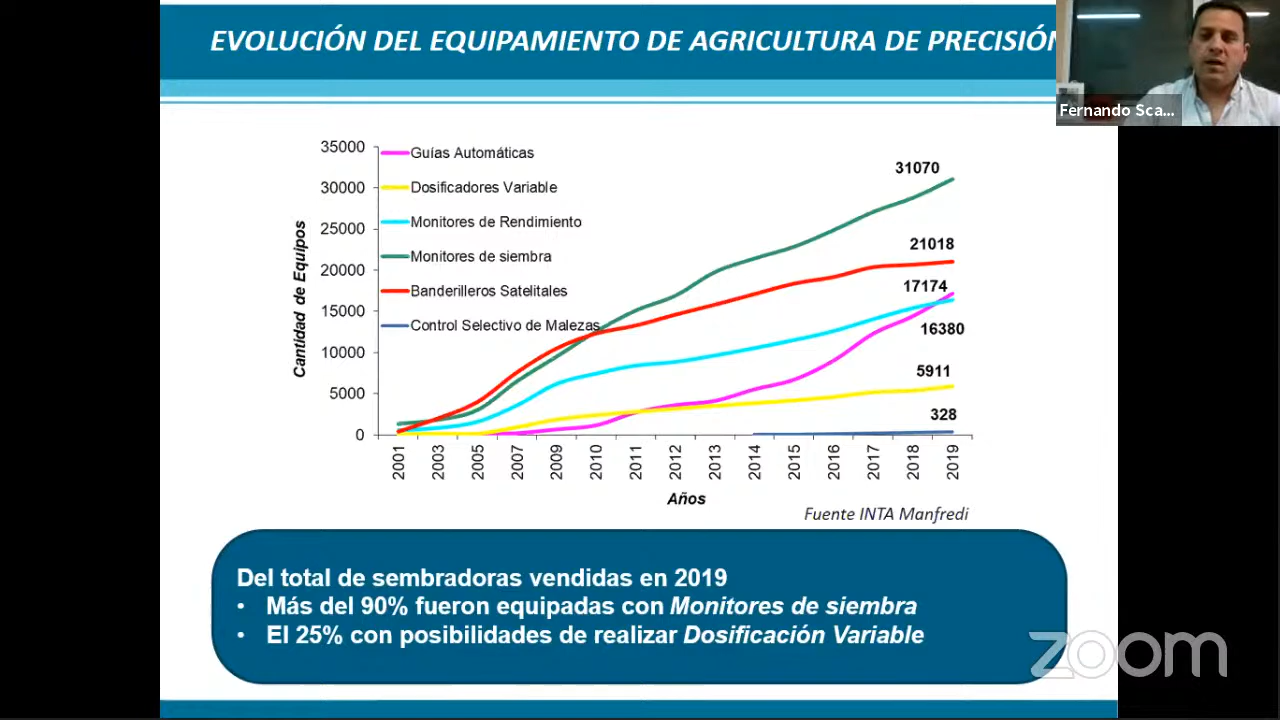 EVOLUCIÓN DEL EQUIPAMIENTO DE AGRICULTURA DE PRECISIÓN
Fernando Sca...
35000
30000
25000
20000
15000
10000
5000
0
Cantidad de Equipos
Guías Automáticas
Dosificadores Variable
Monitores de Rendimiento
Monitores de siembra
Banderilleros Satelitales
Control Selectivo de Malezas
31070
21018
17174
16380
5911
328
2001
2003
2005
2007
2009
2010
2011
2012
2013
2014
2015
2016
2017
2018
2019
Años
Fuente INTA Manfredi
Del total de sembradoras vendidas en 2019
• Más del 90% fueron equipadas con Monitores de siembra
• El 25% con posibilidades de realizar Dosificación Variable
zoom